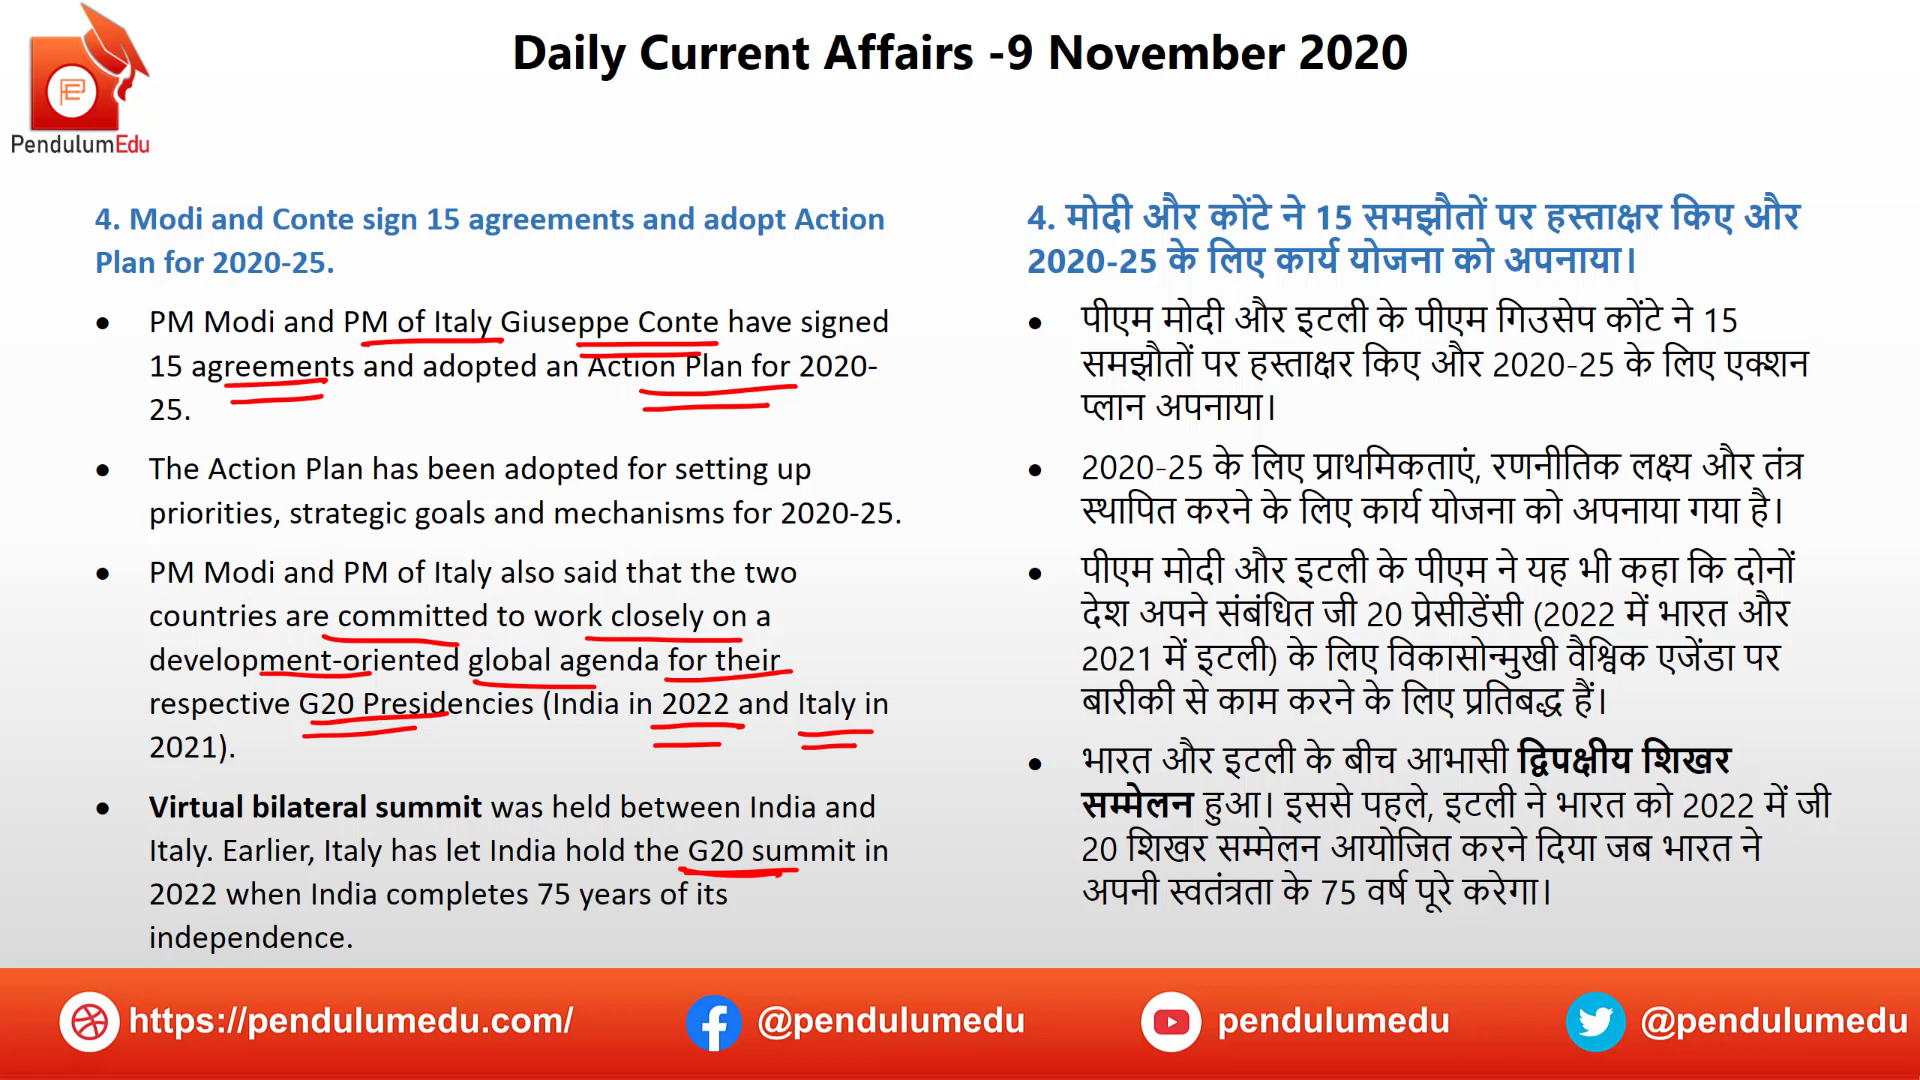 Daily Current Affairs -9 November 2020
PendulumEdu
4. Modi and Conte sign 15 agreements and adopt Action
Plan for 2020-25.
● PM Modi and PM of Italy Giuseppe Conte have signed
15 agreements and adopted an Action Plan for 2020-
25.
● The Action Plan has been adopted for setting up
priorities, strategic goals and mechanisms for 2020-25.
● PM Modi and PM of Italy also said that the two
countries are committed to work closely on a
development-oriented global agenda for their
respective G20 Presidencies (India in 2022 and Italy in
2021).
● Virtual bilateral summit was held between India and
Italy. Earlier, Italy has let India hold the G20 summit in
2022 when India completes 75 years of its
independence.
4. मोदी और कोंटे ने 15 समझौतों पर हस्ताक्षर किए और
2020-25 के लिए कार्य योजना को अपनाया।
● पीएम मोदी और इटली के पीएम गिउसेप कोंटे ने 15
समझौतों पर हस्ताक्षर किए और 2020-25 के लिए एक्शन
प्लान अपनाया।
● 2020-25 के लिए प्राथमिकताएं, रणनीतिक लक्ष्य और तंत्र
स्थापित करने के लिए कार्य योजना को अपनाया गया है।
● पीएम मोदी और इटली के पीएम ने यह भी कहा कि दोनों
देश अपने संबंधित जी 20 प्रेसीडेंसी (2022 में भारत और
2021 में इटली) के लिए विकासोन्मुखी वैश्विक एजेंडा पर
बारीकी से काम करने के लिए प्रतिबद्ध हैं।
● भारत और इटली के बीच आभासी द्विपक्षीय शिखर
सम्मेलन हुआ। इससे पहले, इटली ने भारत को 2022 में जी
20 शिखर सम्मेलन आयोजित करने दिया जब भारत ने
अपनी स्वतंत्रता के 75 वर्ष पूरे करेगा।
https://pendulumedu.com/
@pendulumedu
pendulumedu
@pendulumedu